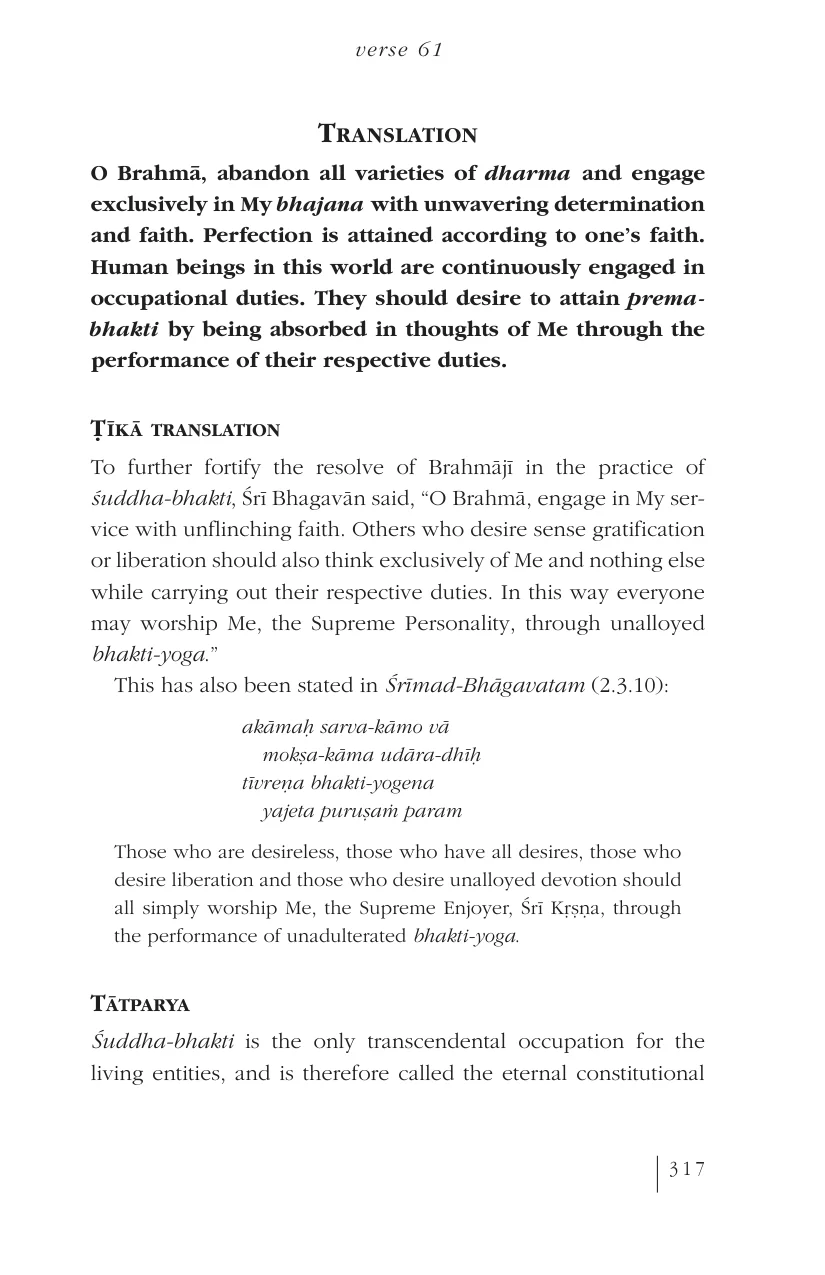 verse 61
TRANSLATION
O Brahmā, abandon all varieties of dharma and engage
exclusively in My bhajana with unwavering determination
and faith. Perfection is attained according to one’s faith.
Human beings in this world are continuously engaged in
occupational duties. They should desire to attain prema-
bhakti by being absorbed in thoughts of Me through the
performance of their respective duties.
ṬĪKĀ TRANSLATION
To further fortify the resolve of Brahmājī in the practice of
śuddha-bhakti, Śrī Bhagavān said, “O Brahmā, engage in My ser-
vice with unflinching faith. Others who desire sense gratification
or liberation should also think exclusively of Me and nothing else
while carrying out their respective duties. In this way everyone
may worship Me, the Supreme Personality, through unalloyed
bhakti-yoga.”
This has also been stated in Śrīmad-Bhāgavatam (2.3.10):
akāmaḥ sarva-kāmo vā
mokṣa-kāma udāra-dhīḥ
tīvreṇa bhakti-yogena
yajeta puruṣaṁ param
Those who are desireless, those who have all desires, those who
desire liberation and those who desire unalloyed devotion should
all simply worship Me, the Supreme Enjoyer, Śrī Kṛṣṇa, through
the performance of unadulterated bhakti-yoga.
TĀTPARYA
Śuddha-bhakti is the only transcendental occupation for the
living entities, and is therefore called the eternal constitutional
317